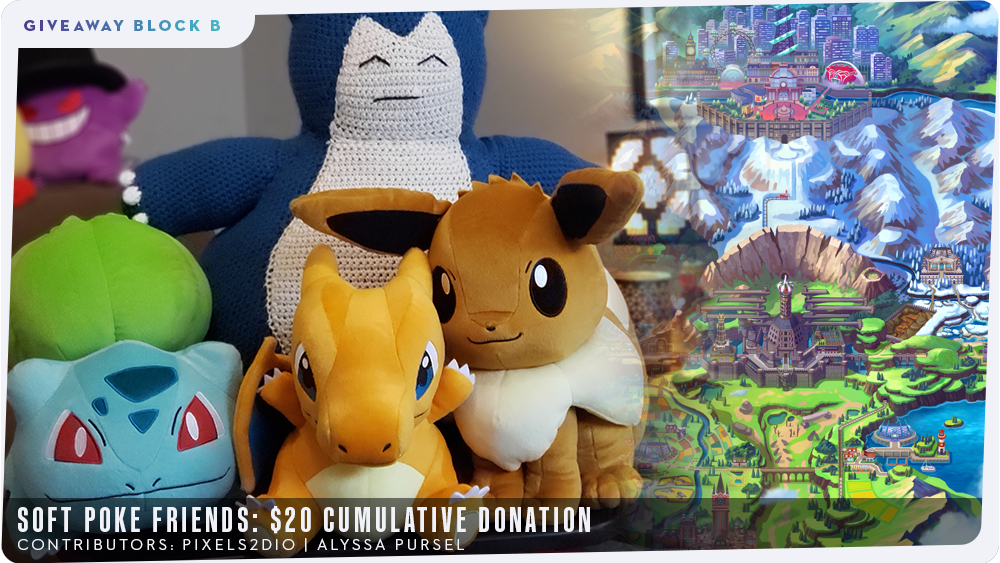 GIVEAWAY BLOCK B
SOFT POKE FRIENDS: $20 CUMULATIVE DONATION
CONTRIBUTORS: PIXELS2DIO | ALYSSA PURSEL